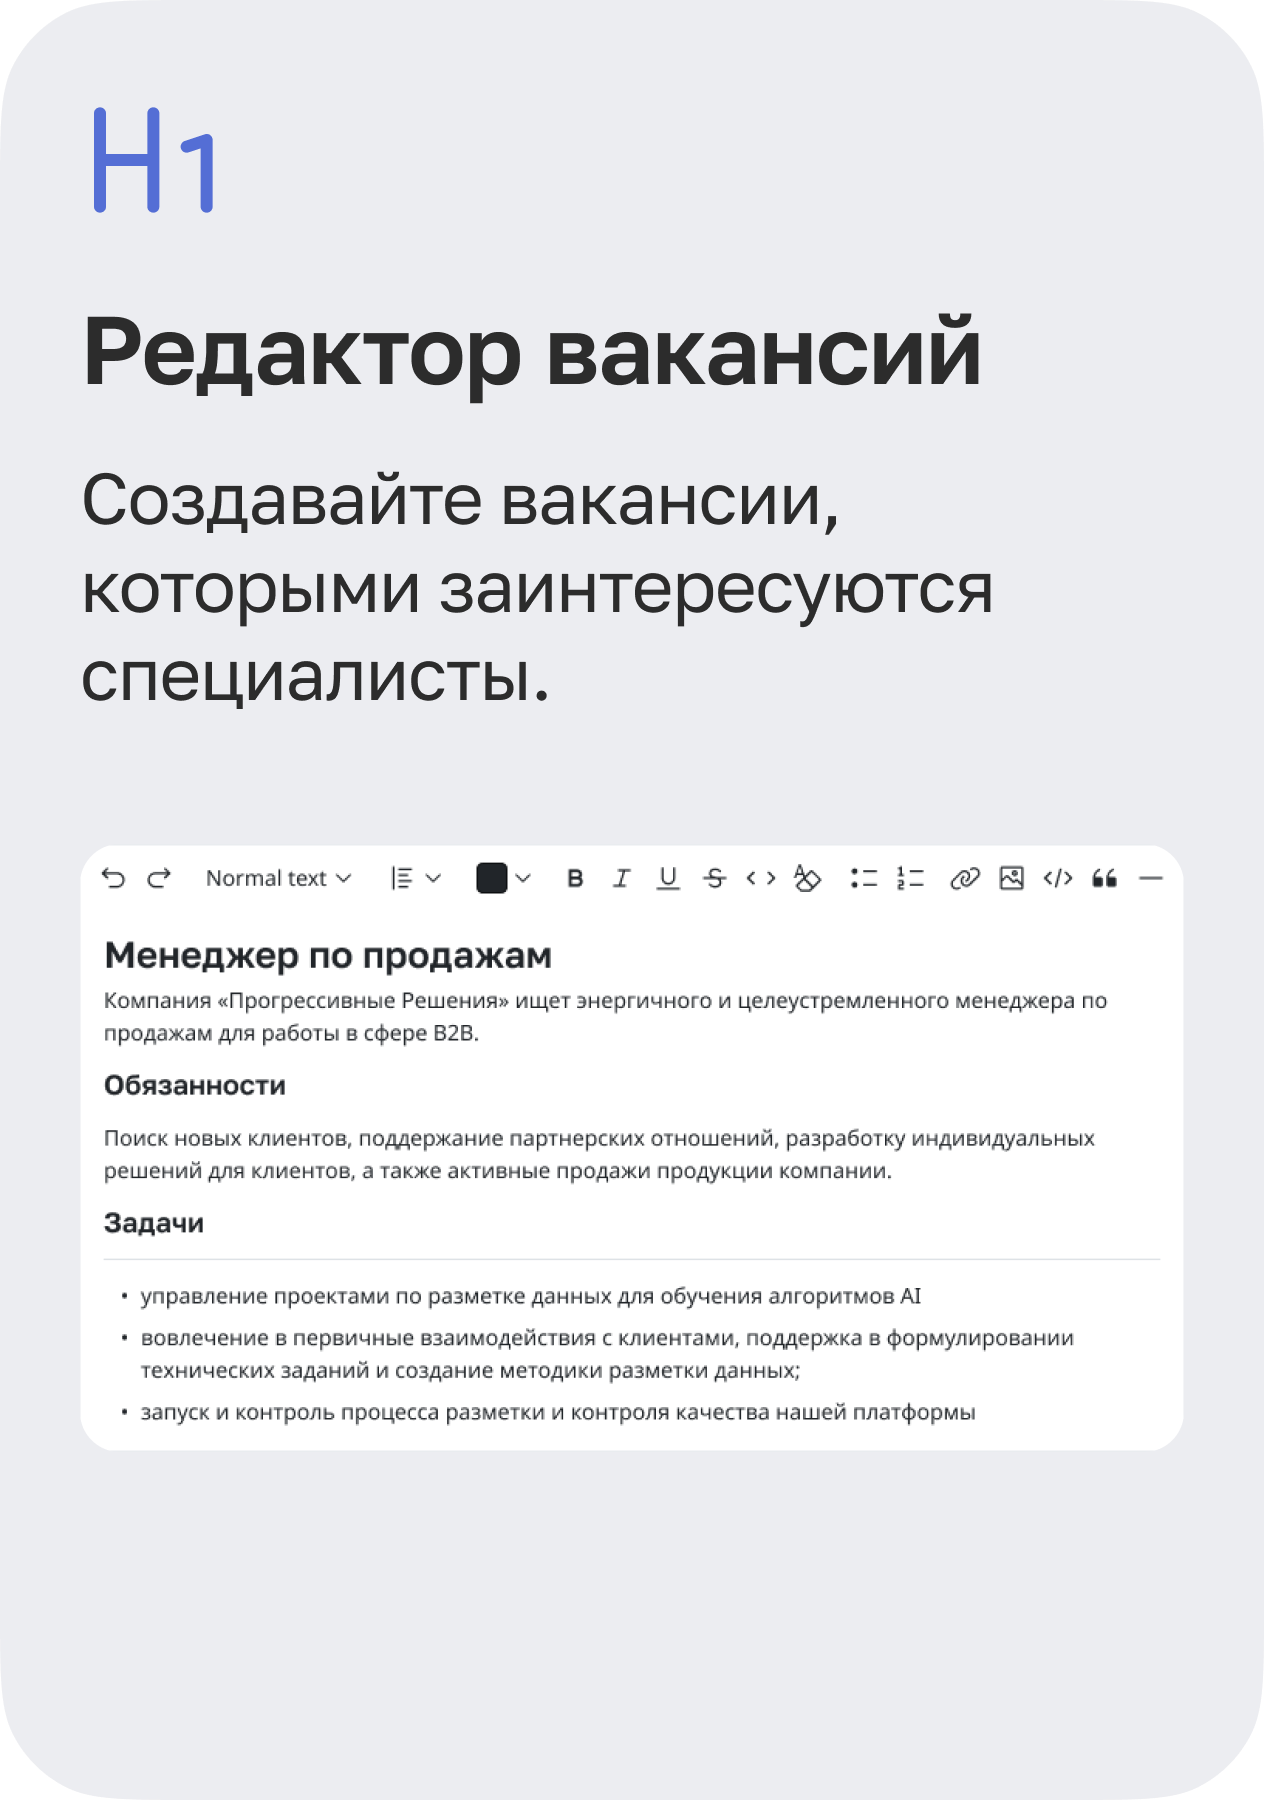 H1
Редактор вакансий
Создавайте вакансии,
которыми заинтересуются
специалисты.
Normal text
Менеджер по продажам
Компания «Прогрессивные Решения» ищет энергичного и целеустремленного менеджера по
продажам для работы в сфере B2B.
Обязанности
Поиск новых клиентов, поддержание партнерских отношений, разработку индивидуальных
решений для клиентов, а также активные продажи продукции компании.
Задачи
• управление проектами по разметке данных для обучения алгоритмов AI
• вовлечение в первичные взаимодействия с клиентами, поддержка в формулировании
технических заданий и создание методики разметки данных;
• запуск и контроль процесса разметки и контроля качества нашей платформы